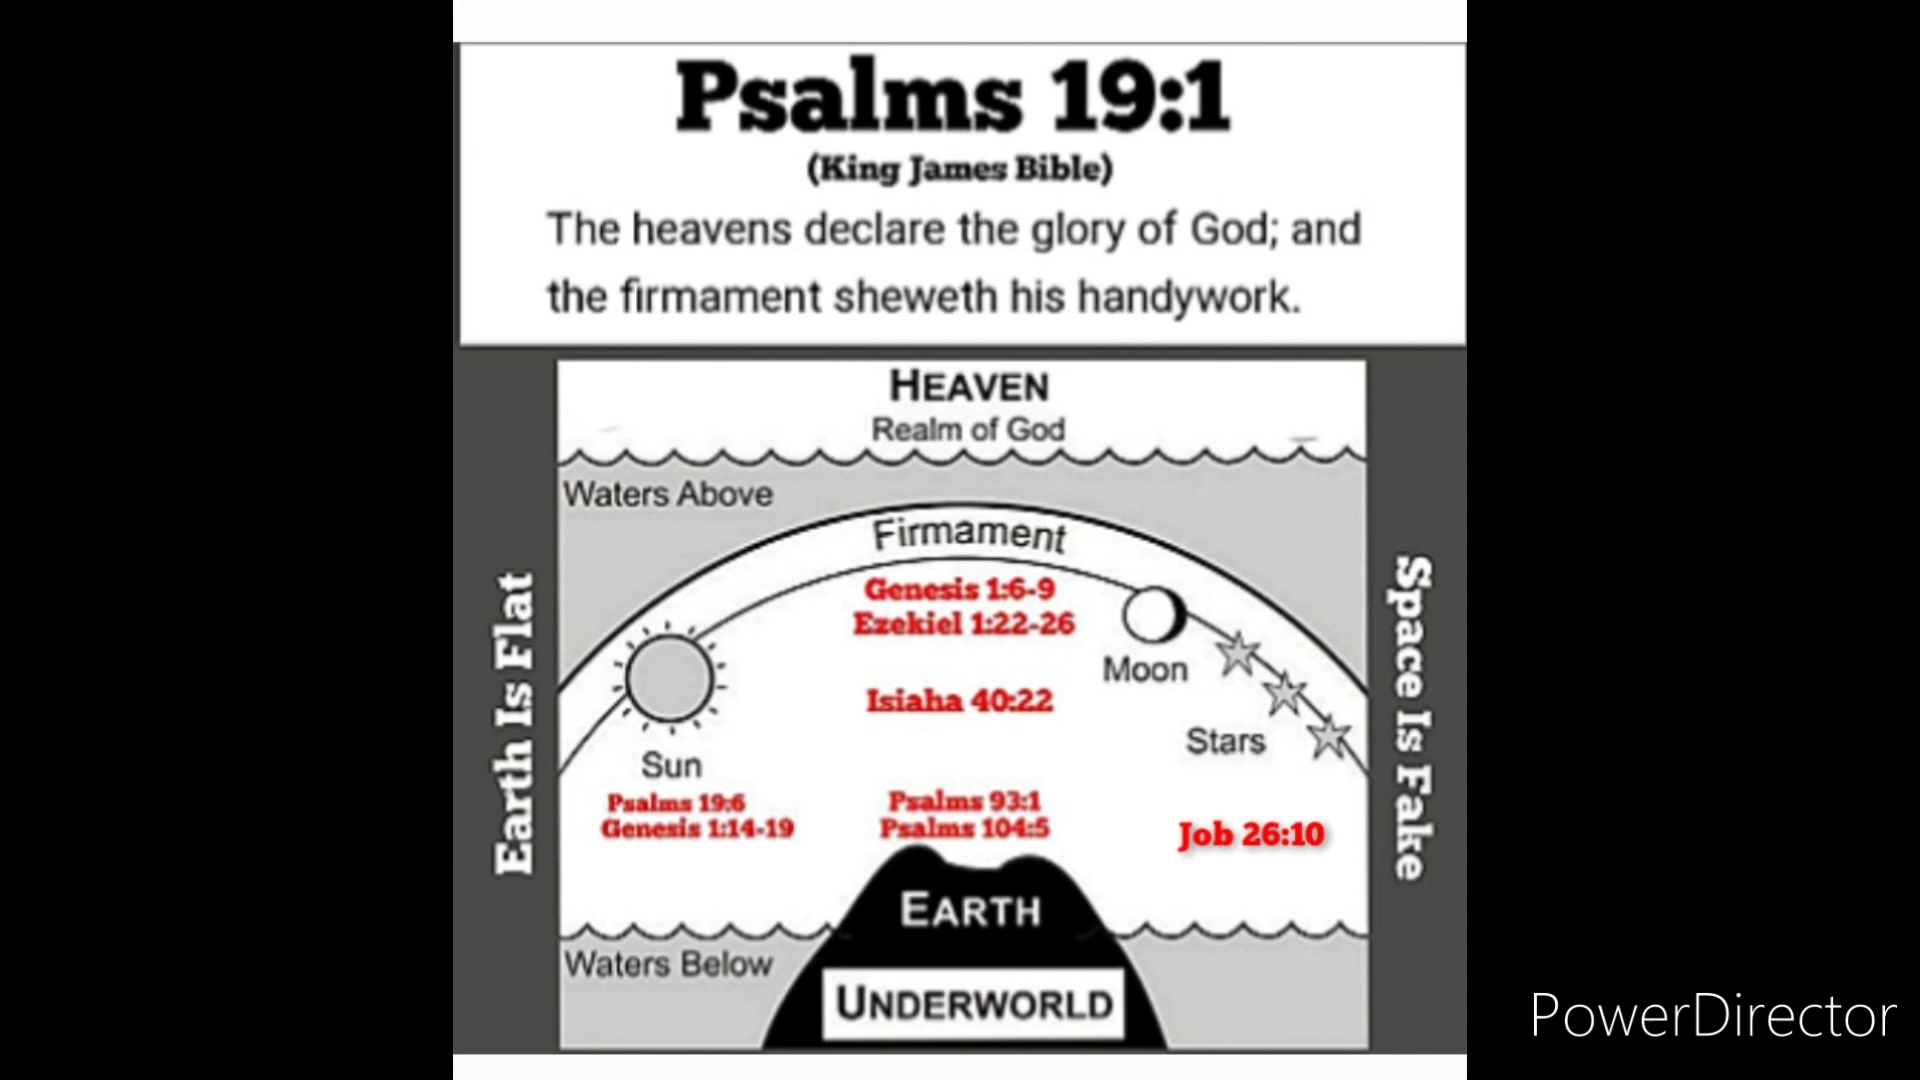 Psalms 19:1
(King James Bible)
The heavens declare the glory of God; and
the firmament sheweth his handywork.
HEAVEN
Realm of God
Waters Above
Firmament
Genesis 1:6-9
Ezekiel 1:22-26
Moon
Isiaha 40:22
Stars
Sun
Psalms 19:6
Genesis 1:14-19
Psalms 93:1
Psalms 104:5
Job 26:10
EARTH
Waters Below
UNDERWORLD
Earth Is Flat
Space Is Fake
PowerDirector